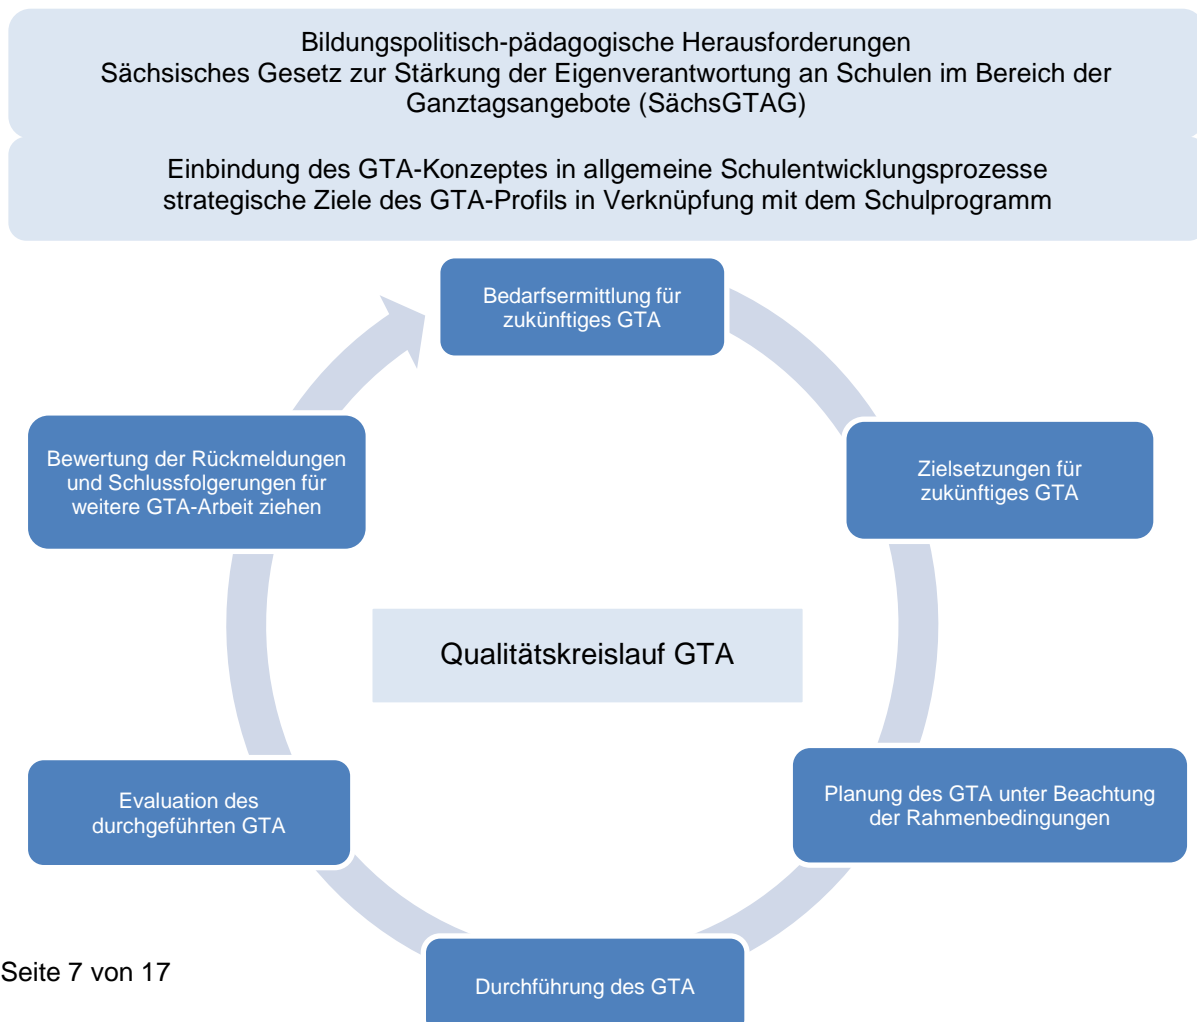 Bildungspolitisch-pädagogische Herausforderungen
Sächsisches Gesetz zur Stärkung der Eigenverantwortung an Schulen im Bereich der
Ganztagsangebote (SächsGTAG)
Einbindung des GTA-Konzeptes in allgemeine Schulentwicklungsprozesse
strategische Ziele des GTA-Profils in Verknüpfung mit dem Schulprogramm
Bedarfsermittlung für
zukünftiges GTA
Zielsetzungen für
zukünftiges GTA
Planung des GTA unter Beachtung
der Rahmenbedingungen
Durchführung des GTA
Evaluation des
durchgeführten GTA
Bewertung der Rückmeldungen
und Schlussfolgerungen für
weitere GTA-Arbeit ziehen
Qualitätskreislauf GTA
Seite 7 von 17